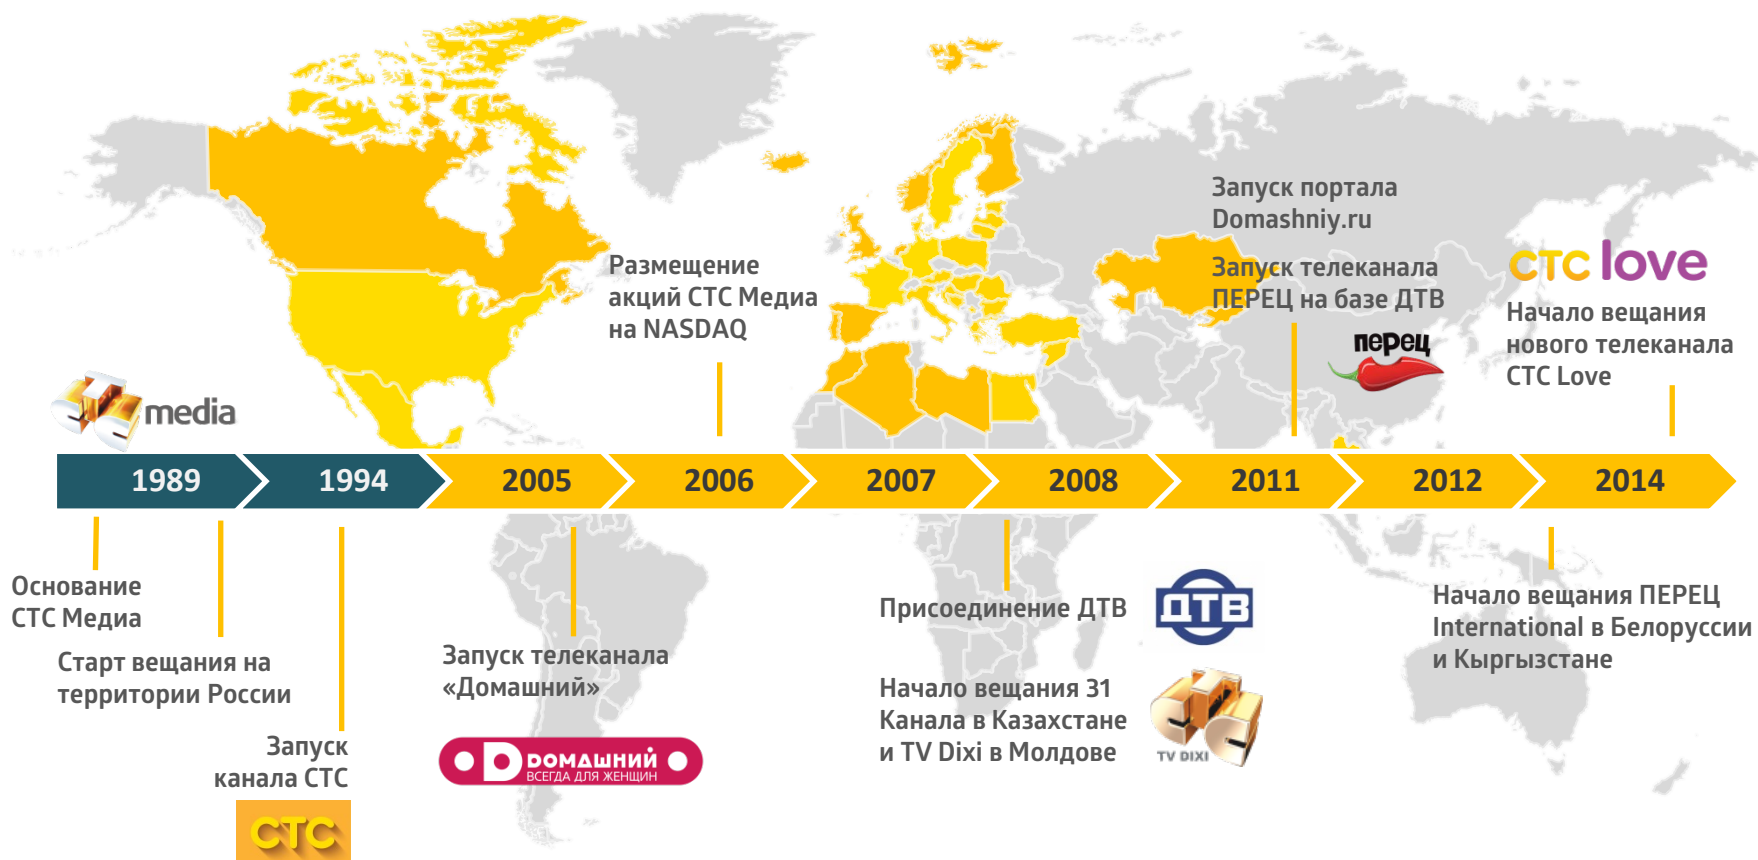 Запуск портала
Domashniy.ru
Размещение
акций СТС Медиа
на NASDAQ
Запуск телеканала
ПЕРЕЦ на базе ДТВ
перец
стс love
Начало вещания
нового телеканала
СТС Love
стс media
1989
1994
2005
2006
2007
2008
2011
2012
2014
Основание
СТС Медиа
Старт вещания на
территории России
Запуск
канала СТС
СТС
Запуск телеканала
«Домашний»
D DОМАШНИЙ
ВСЕГДА ДЛЯ ЖЕНЩИН
Присоединение ДТВ
ДТВ
Начало вещания 31
Канала в Казахстане
и TV Dixi в Молдове
СТС
TV DIXI
Начало вещания ПЕРЕЦ
International в Белоруссии
и Кыргызстане